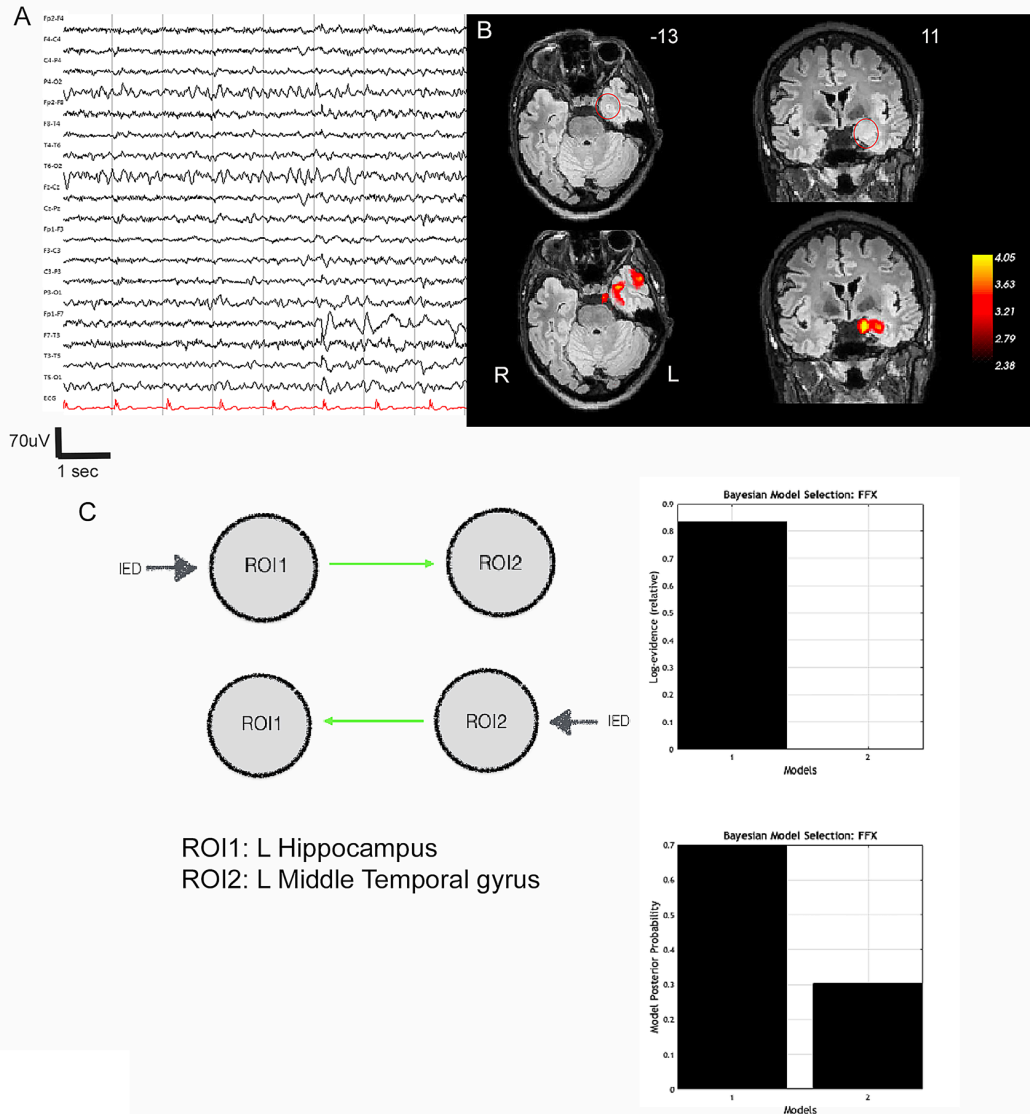 A
Fp2-F4
F4-C4
C4-P4
P4-O2
Fp2-F8
F8-T4
T4-T6
T6-O2
Fz-Cz
Cz-Pz
Fp1-F3
F3-C3
C3-P3
P3-O1
Fp1-F7
F7-T3
T3-T5
T5-O1
ECG
70uV
1 sec
B
-13
11
R
L
4.05
3.63
3.21
2.79
2.38
C
IED
ROI1
ROI2
ROI1
ROI2
IED
ROI1: L Hippocampus
ROI2: L Middle Temporal gyrus
Bayesian Model Selection: FFX
Log-evidence (relative)
0.9
0.8
0.7
0.6
0.5
0.4
0.3
0.2
0.1
0
1
2
Models
Bayesian Model Selection: FFX
Model Posterior Probability
0.7
0.6
0.5
0.4
0.3
0.2
0.1
0
1
2
Models